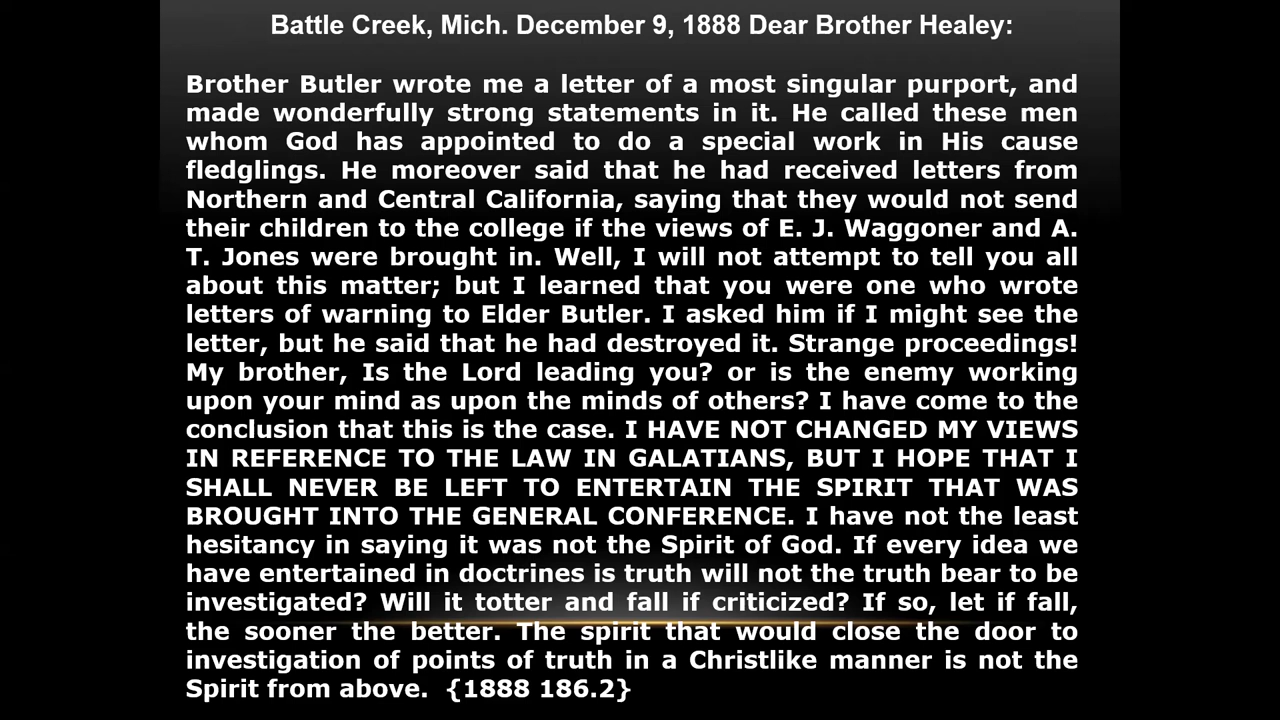 Battle Creek, Mich. December 9, 1888 Dear Brother Healey:
Brother Butler wrote me a letter of a most singular purport, and
made wonderfully strong statements in it. He called these men
whom God has appointed to do a special work in His cause
fledglings. He moreover said that he had received letters from
Northern and Central California, saying that they would not send
their children to the college if the views of E. J. Waggoner and A.
T. Jones were brought in. Well, I will not attempt to tell you all
about this matter; but I learned that you were one who wrote
letters of warning to Elder Butler. I asked him if I might see the
letter, but he said that he had destroyed it. Strange proceedings!
My brother, Is the Lord leading you? or is the enemy working
upon your mind as upon the minds of others? I have come to the
conclusion that this is the case. I HAVE NOT CHANGED MY VIEWS
IN REFERENCE TO THE LAW IN GALATIANS, BUT I HOPE THAT I
SHALL NEVER BE LEFT TO ENTERTAIN THE SPIRIT THAT WAS
BROUGHT INTO THE GENERAL CONFERENCE. I have not the least
hesitancy in saying it was not the Spirit of God. If every idea we
have entertained in doctrines is truth will not the truth bear to be
investigated? Will it totter and fall if criticized? If so, let if fall,
the sooner the better. The spirit that would close the door to
investigation of points of truth in a Christlike manner is not the
Spirit from above. {1888 186.2}